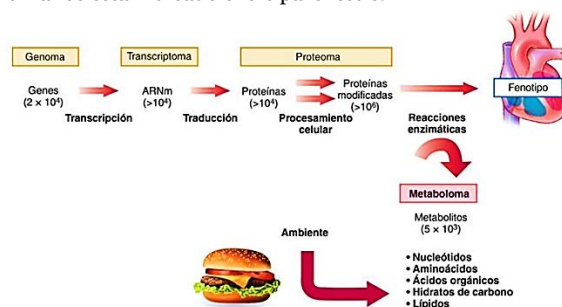 Genoma
Transcriptoma
Proteoma
Genes
(2 × 10⁴)
ARNm
(>10⁴)
Proteínas
(>10⁴)
Proteínas
modificadas
(>10⁶)
Fenotipo
Transcripción
Traducción
Procesamiento
celular
Reacciones
enzimáticas
Metaboloma
Metabolitos
(5 × 10³)
Ambiente
• Nucleótidos
• Aminoácidos
• Ácidos orgánicos
• Hidratos de carbono
• Lípidos